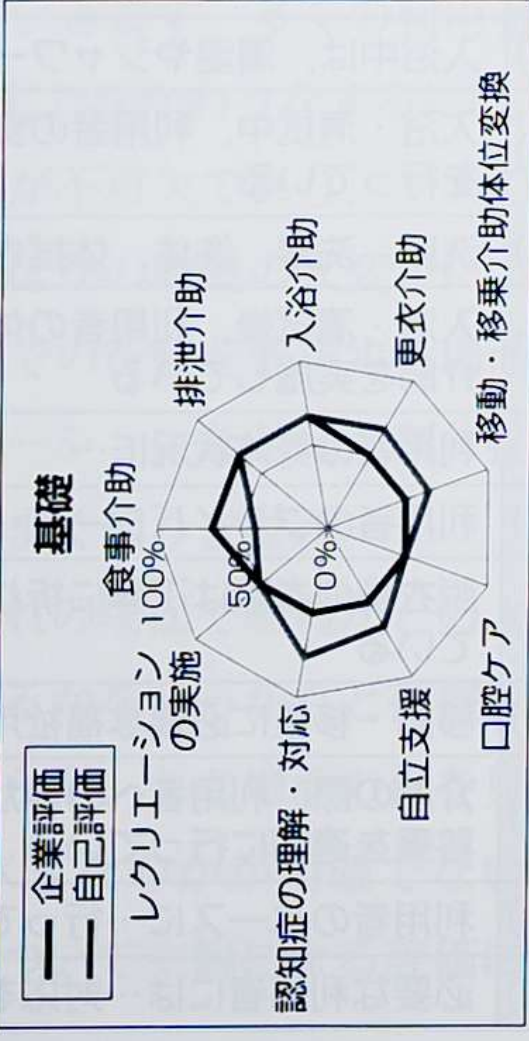 基礎
企業評価
自己評価
食事介助
100%
50%
0%
排泄介助
入浴介助
更衣介助
移動・移乗介助体位変換
口腔ケア
自立支援
認知症の理解・対応
レクリエーション
の実施